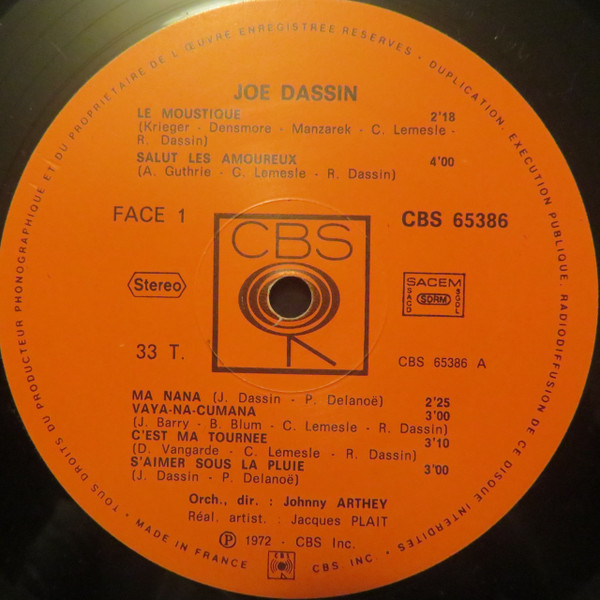 TOUS DROITS DU PRODUCTEUR PHONOGRAPHIQUE ET DU PROPRIETAIRE DE L'ŒUVRE ENREGISTREE RESERVES - DUPLICATION, EXECUTION PUBLIQUE, RADIODIFFUSION DE CE DISQUE INTERDITES •
JOE DASSIN
LE MOUSTIQUE 2'18
(Krieger - Densmore - Manzarek - C. Lemesle -
R. Dassin)
SALUT LES AMOUREUX 4'00
(A. Guthrie - C. Lemesle - R. Dassin)
FACE 1
CBS
CBS 65386
Stereo
SACEM
SACD
SDRM
SGDL
33 T.
CBS 65386 A
MA NANA (J. Dassin - P. Delanoë) 2'25
VAYA-NA-CUMANA 3'00
(J. Barry - B. Blum - C. Lemesle - R. Dassin)
C'EST MA TOURNEE 3'10
(D. Vangarde - C. Lemesle - R. Dassin)
S'AIMER SOUS LA PLUIE 3'00
(J. Dassin - P. Delanoë)
Orch., dir. : Johnny ARTHEY
Réal. artist. : Jacques PLAIT
Ⓟ 1972 - CBS Inc.
• MADE IN FRANCE
CBS
CBS INC.